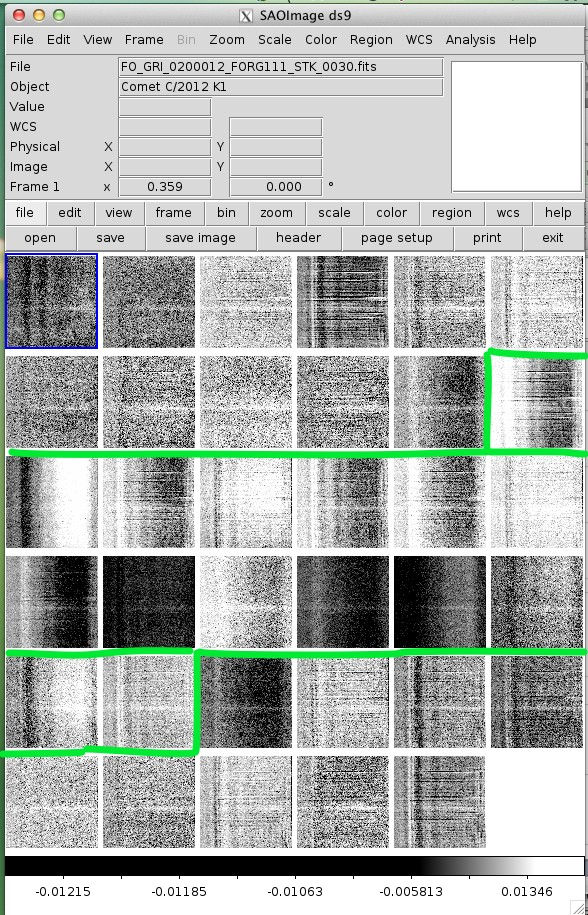 SAOImage ds9
File Edit View Frame Bin Zoom Scale Color Region WCS Analysis Help
File FO_GRI_0200012_FORG111_STK_0030.fits
Object Comet C/2012 K1
Value
WCS
Physical X Y
Image X Y
Frame 1 x 0.359 0.000 °
file edit view frame bin zoom scale color region wcs help
open save save image header page setup print exit
-0.01215 -0.01185 -0.01063 -0.005813 0.01346